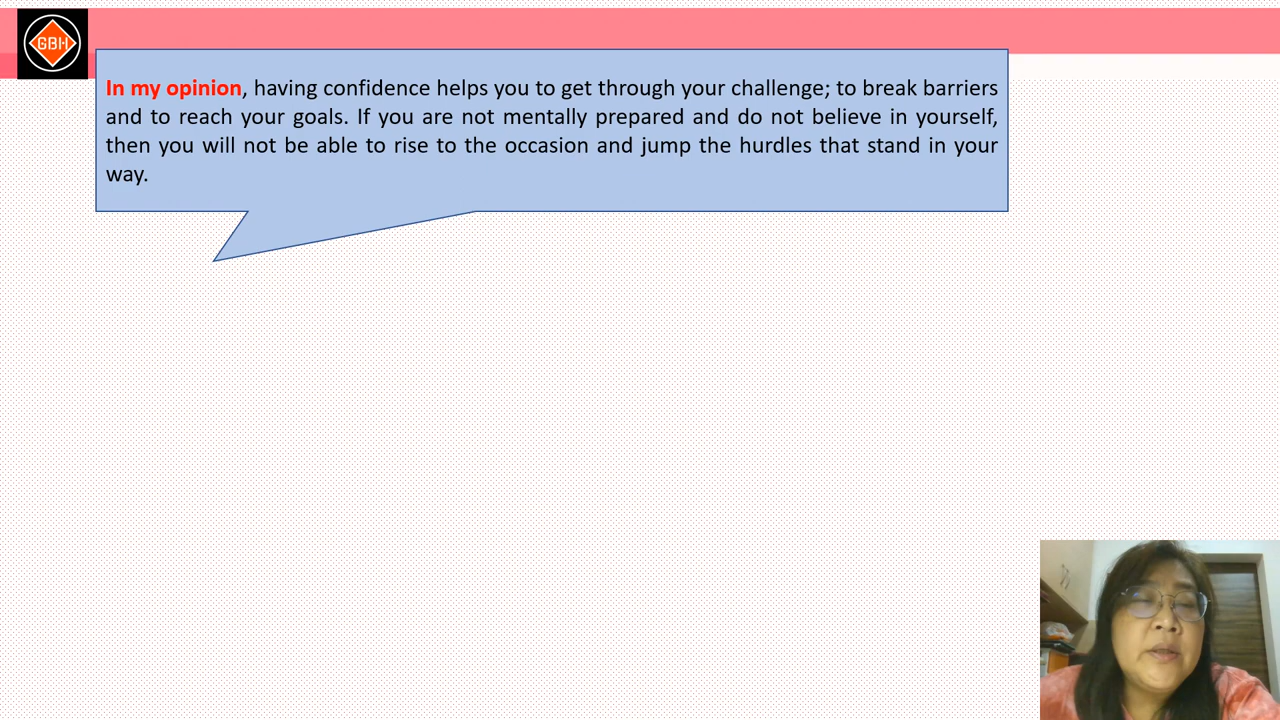 GBH
In my opinion, having confidence helps you to get through your challenge; to break barriers
and to reach your goals. If you are not mentally prepared and do not believe in yourself,
then you will not be able to rise to the occasion and jump the hurdles that stand in your
way.